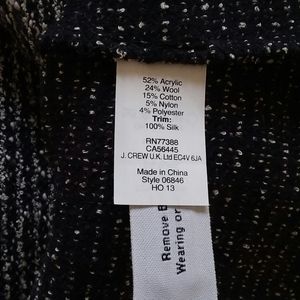 52% Acrylic
24% Wool
15% Cotton
5% Nylon
4% Polyester
Trim:
100% Silk
RN77388
CA56445
J. CREW U.K. Ltd EC4V 6JA
Made in China
Style 06846
HO 13
Remove B
Wearing or